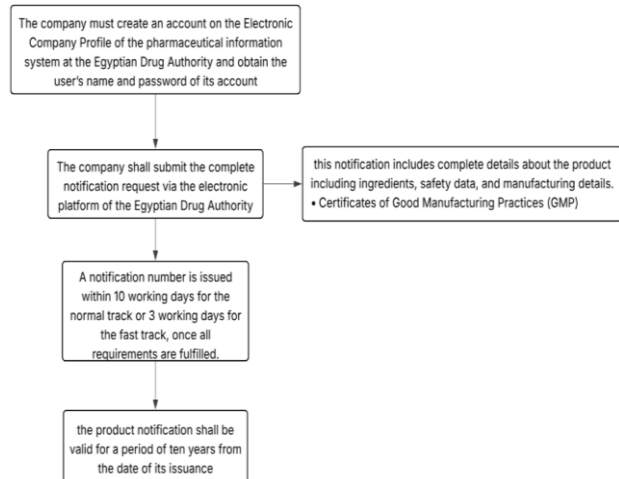 The company must create an account on the Electronic
Company Profile of the pharmaceutical information
system at the Egyptian Drug Authority and obtain the
user's name and password of its account
The company shall submit the complete
notification request via the electronic
platform of the Egyptian Drug Authority
this notification includes complete details about the product
including ingredients, safety data, and manufacturing details.
• Certificates of Good Manufacturing Practices (GMP)
A notification number is issued
within 10 working days for the
normal track or 3 working days for
the fast track, once all
requirements are fulfilled.
the product notification shall be
valid for a period of ten years from
the date of its issuance